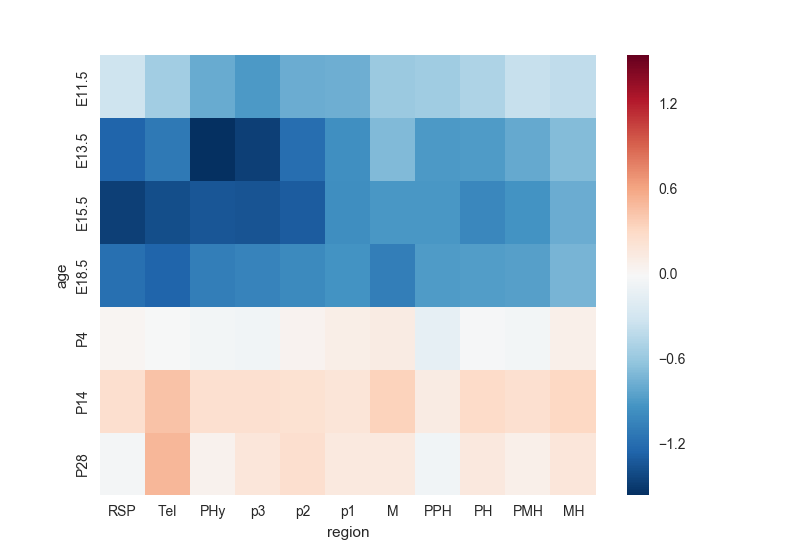 E11.5
E13.5
E15.5
E18.5
P4
P14
P28
age
RSP Tel PHy p3 p2 p1 M PPH PH PMH MH
region
1.2
0.6
0.0
−0.6
−1.2